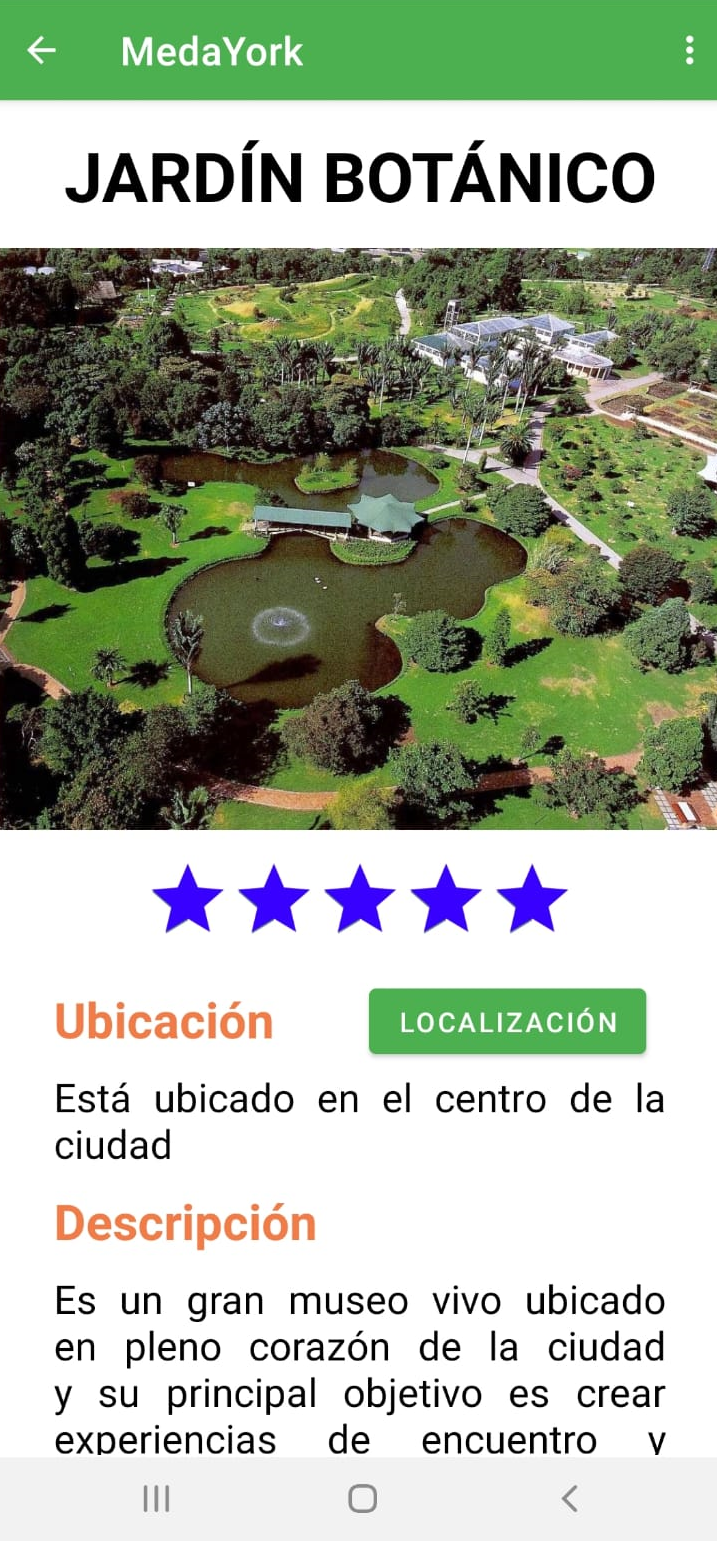 MedaYork
JARDÍN BOTÁNICO
Ubicación
LOCALIZACIÓN
Está ubicado en el centro de la
ciudad
Descripción
Es un gran museo vivo ubicado
en pleno corazón de la ciudad
y su principal objetivo es crear
experiencias de encuentro y